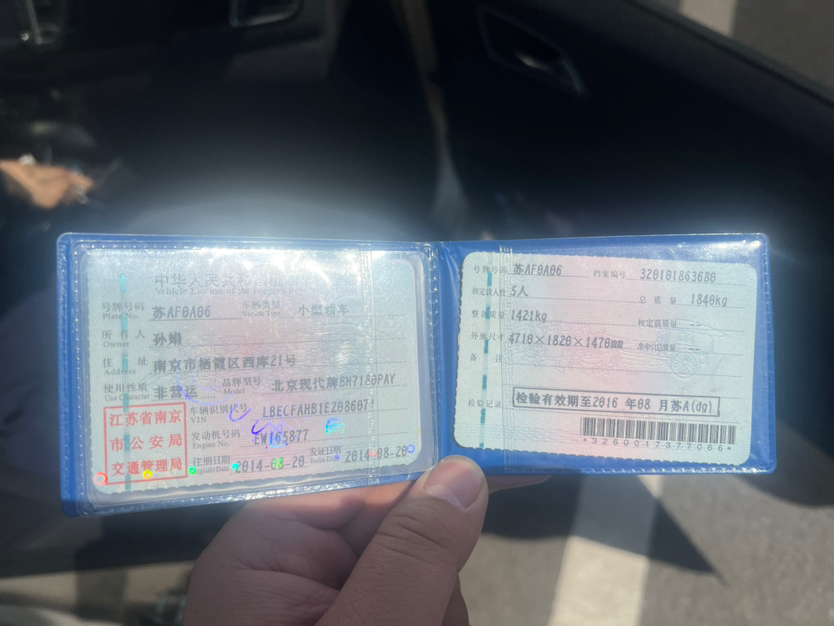 中华人民共和国
Vehicle License of the People's Republic
号牌号码 苏AF0A06 车辆类型 小型轿车
Plate No. Vehicle Type
所有人 孙娟
Owner
住址 南京市栖霞区西库21号
Address
使用性质 非营运 品牌型号 北京现代牌BH7180PAY
Use Character Model
江苏省南京
市公安局
交通管理局
车辆识别代号 LBECFAHB1EZ086071
VIN
发动机号码 EW165877
Engine No.
注册日期 2014-08-20 发证日期 2014-08-20
Register Date Issue Date
号牌号码 苏AF0A06 档案编号 320101863680
核定载人数 5人 总质量 1840kg
整备质量 1421kg 核定载质量 --
外廓尺寸 4710×1820×1470mm 准牵引总质量 --
备注
检验记录 检验有效期至2016年08月苏A(dg)
*3260017377066*